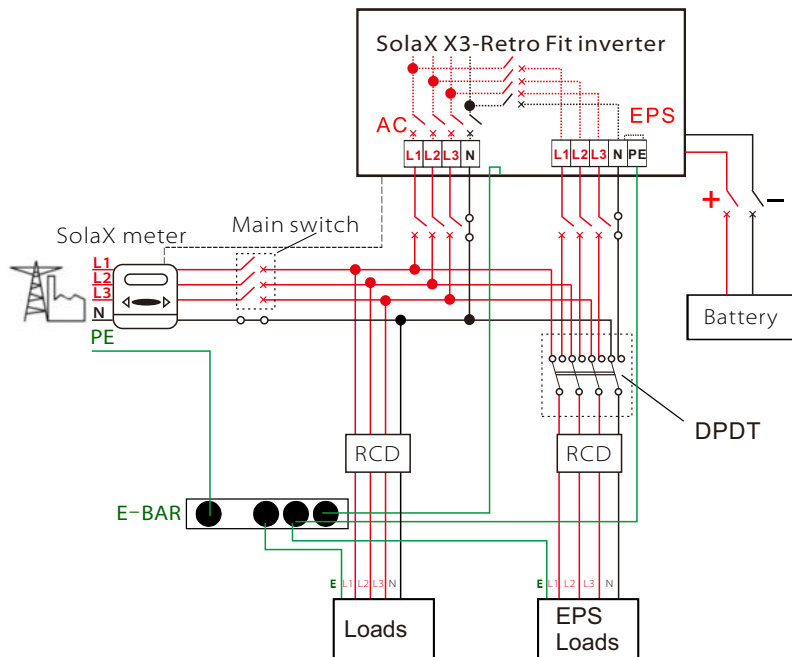 SolaX X3-Retro Fit inverter
AC
EPS
L1 L2 L3 N
L1 L2 L3 N PE
+ −
SolaX meter
Main switch
L1
L2
L3
N
PE
Battery
DPDT
RCD
RCD
E-BAR
E L1 L2 L3 N
E L1 L2 L3 N
Loads
EPS
Loads